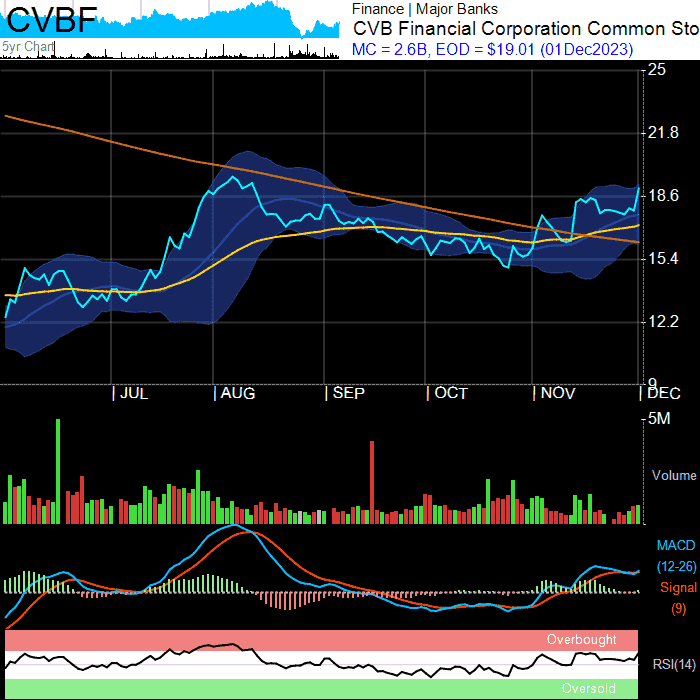 CVBF
5yr Chart
Finance | Major Banks
CVB Financial Corporation Common Sto
MC = 2.6B, EOD = $19.01 (01Dec2023)
25
21.8
18.6
15.4
12.2
9
JUL AUG SEP OCT NOV DEC
5M
Volume
MACD
(12-26)
Signal
(9)
Overbought
RSI(14)
Oversold